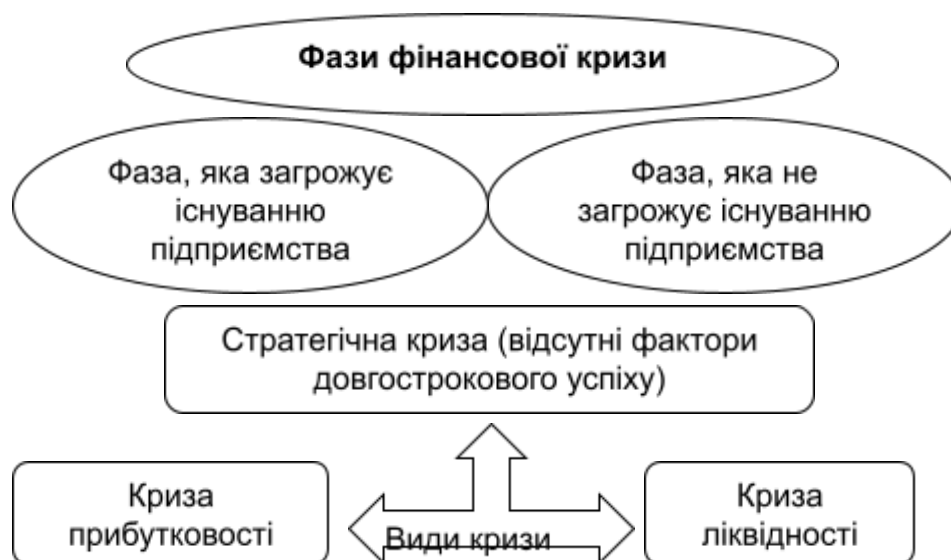 Фази фінансової кризи
Фаза, яка загрожує
існуванню
підприємства
Фаза, яка не
загрожує існуванню
підприємства
Стратегічна криза (відсутні фактори
довгострокового успіху)
Криза
прибутковості
Види кризи
Криза
ліквідності